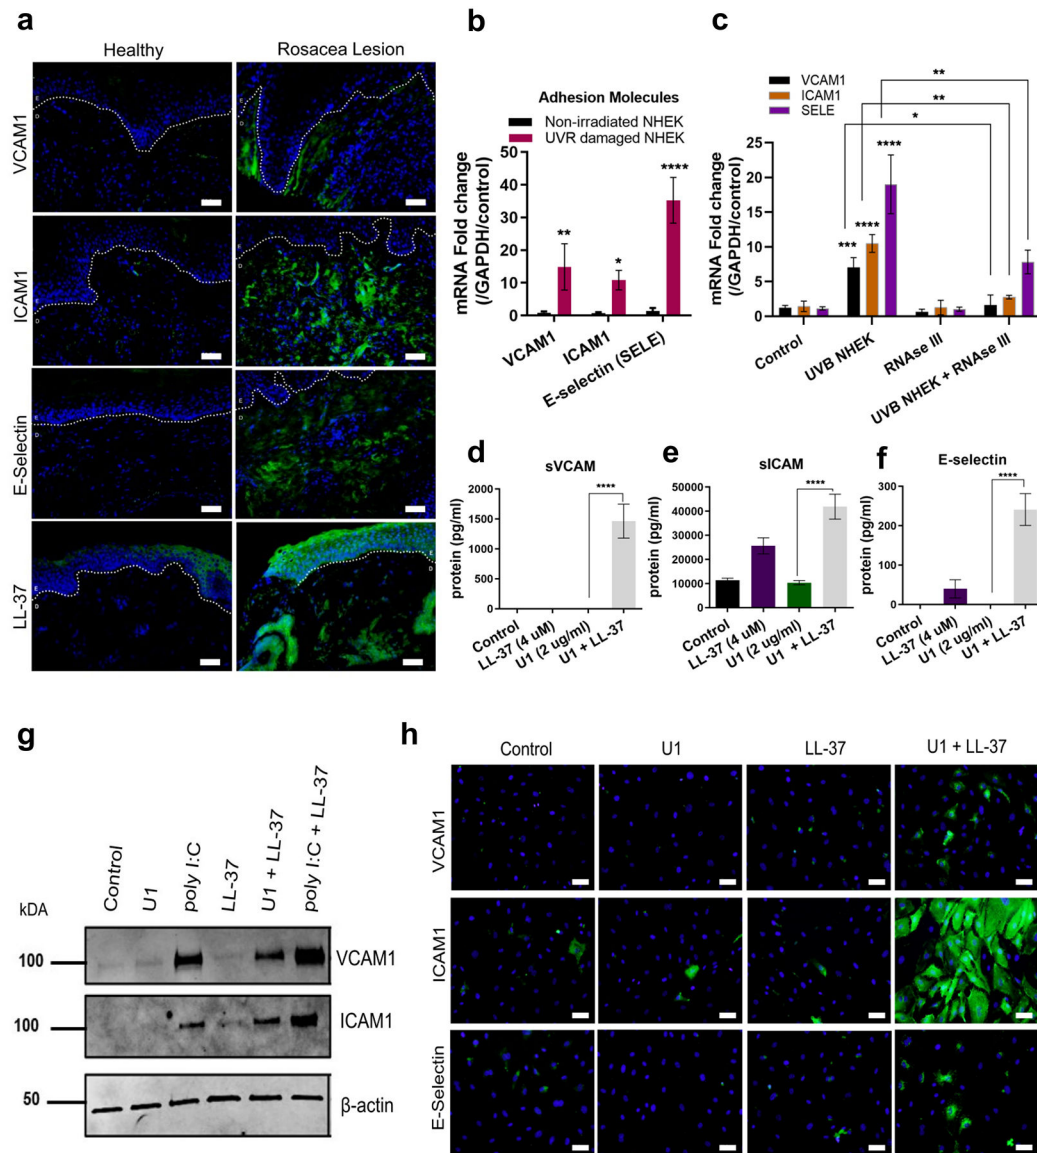 a
Healthy
Rosacea Lesion
VCAM1
E
D
ICAM1
E
D
E
D
E-Selectin
E
D
E
D
LL-37
E
D
E
D
b
Adhesion Molecules
Non-irradiated NHEK
UVR damaged NHEK
mRNA Fold change
(/GAPDH/control)
50
40
30
20
10
0
**
*
****
VCAM1
ICAM1
E-selectin (SELE)
c
VCAM1
ICAM1
SELE
mRNA Fold change
(/GAPDH/control)
25
20
15
10
5
0
**
**
*
***
****
****
Control
UVB NHEK
RNAse III
UVB NHEK + RNAse III
d
sVCAM
protein (pg/ml)
2000
1500
1000
500
0
****
Control
LL-37 (4 uM)
U1 (2 ug/ml)
U1 + LL-37
e
sICAM
protein (pg/ml)
50000
40000
30000
20000
10000
0
****
Control
LL-37 (4 uM)
U1 (2 ug/ml)
U1 + LL-37
f
E-selectin
protein (pg/ml)
300
200
100
0
****
Control
LL-37 (4 uM)
U1 (2 ug/ml)
U1 + LL-37
g
Control
U1
poly I:C
LL-37
U1 + LL-37
poly I:C + LL-37
kDA
100
VCAM1
100
ICAM1
50
β-actin
h
Control
U1
LL-37
U1 + LL-37
VCAM1
ICAM1
E-Selectin